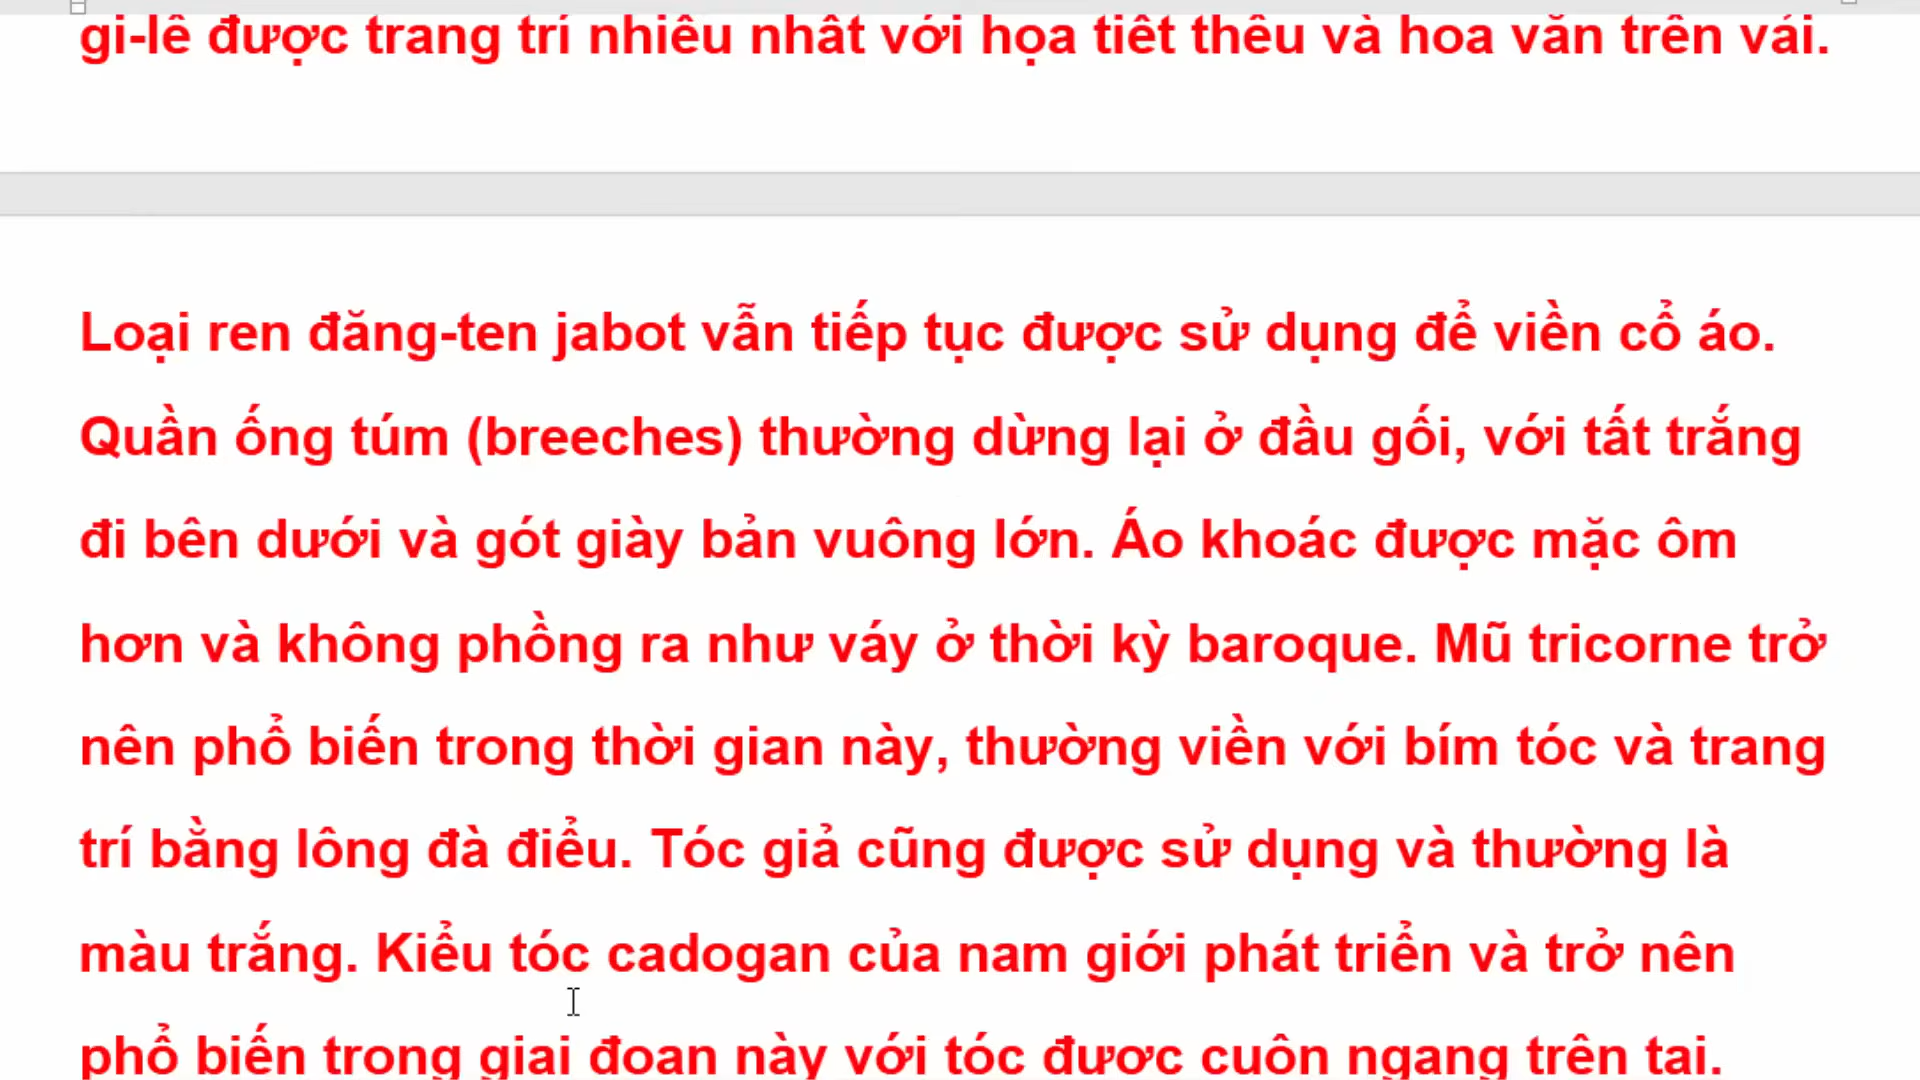 gi-lê được trang trí nhiều nhất với họa tiết thêu và hoa văn trên vải.
Loại ren đăng-ten jabot vẫn tiếp tục được sử dụng để viền cổ áo.
Quần ống túm (breeches) thường dừng lại ở đầu gối, với tất trắng
đi bên dưới và gót giày bản vuông lớn. Áo khoác được mặc ôm
hơn và không phồng ra như váy ở thời kỳ baroque. Mũ tricorne trở
nên phổ biến trong thời gian này, thường viền với bím tóc và trang
trí bằng lông đà điểu. Tóc giả cũng được sử dụng và thường là
màu trắng. Kiểu tóc cadogan của nam giới phát triển và trở nên
phổ biến trong giai đoạn này với tóc được cuộn ngang trên tai.